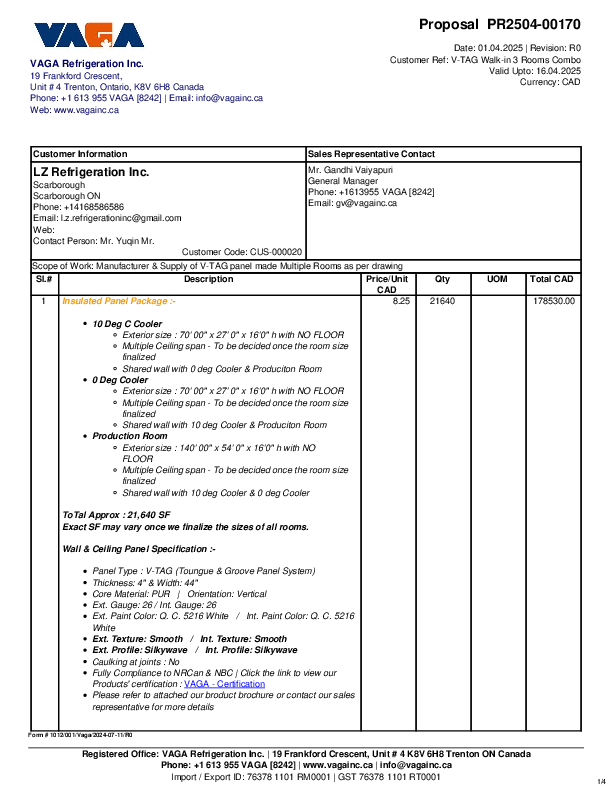 VAGA
Proposal PR2504-00170
Date: 01.04.2025 | Revision: R0
Customer Ref: V-TAG Walk-in 3 Rooms Combo
Valid Upto: 16.04.2025
Currency: CAD
VAGA Refrigeration Inc.
19 Frankford Crescent,
Unit # 4 Trenton, Ontario, K8V 6H8 Canada
Phone: +1 613 955 VAGA [8242] | Email: info@vagainc.ca
Web: www.vagainc.ca
Customer Information
LZ Refrigeration Inc.
Scarborough
Scarborough ON
Phone: +14168586586
Email: l.z.refrigerationinc@gmail.com
Web:
Contact Person: Mr. Yuqin Mr.
Customer Code: CUS-000020
Sales Representative Contact
Mr. Gandhi Vaiyapuri
General Manager
Phone: +1613955 VAGA [8242]
Email: gv@vagainc.ca
Scope of Work: Manufacturer & Supply of V-TAG panel made Multiple Rooms as per drawing
Sl.# Description Price/Unit CAD Qty UOM Total CAD
1 Insulated Panel Package :- 8.25 21640 178530.00
• 10 Deg C Cooler
Exterior size : 70' 00" x 27' 0" x 16'0" h with NO FLOOR
Multiple Ceiling span - To be decided once the room size
finalized
Shared wall with 0 deg Cooler & Produciton Room
• 0 Deg Cooler
Exterior size : 70' 00" x 27' 0" x 16'0" h with NO FLOOR
Multiple Ceiling span - To be decided once the room size
finalized
Shared wall with 10 deg Cooler & Produciton Room
• Production Room
Exterior size : 140' 00" x 54' 0" x 16'0" h with NO
FLOOR
Multiple Ceiling span - To be decided once the room size
finalized
Shared wall with 10 deg Cooler & 0 deg Cooler
ToTal Approx : 21,640 SF
Exact SF may vary once we finalize the sizes of all rooms.
Wall & Ceiling Panel Specification :-
• Panel Type : V-TAG (Toungue & Groove Panel System)
• Thickness: 4" & Width: 44"
• Core Material: PUR | Orientation: Vertical
• Ext. Gauge: 26 / Int. Gauge: 26
• Ext. Paint Color: Q. C. 5216 White / Int. Paint Color: Q. C. 5216
White
• Ext. Texture: Smooth / Int. Texture: Smooth
• Ext. Profile: Silkywave / Int. Profile: Silkywave
• Caulking at joints : No
• Fully Compliance to NRCan & NBC | Click the link to view our
Products' certification : VAGA - Certification
• Please refer to attached our broduct brochure or contact our sales
representative for more details
Form # 1012/001/Vaga/2024-07-11/R0
Registered Office: VAGA Refrigeration Inc. | 19 Frankford Crescent, Unit # 4 K8V 6H8 Trenton ON Canada
Phone: +1 613 955 VAGA [8242] | www.vagainc.ca | info@vagainc.ca
Import / Export ID: 76378 1101 RM0001 | GST 76378 1101 RT0001
1/4